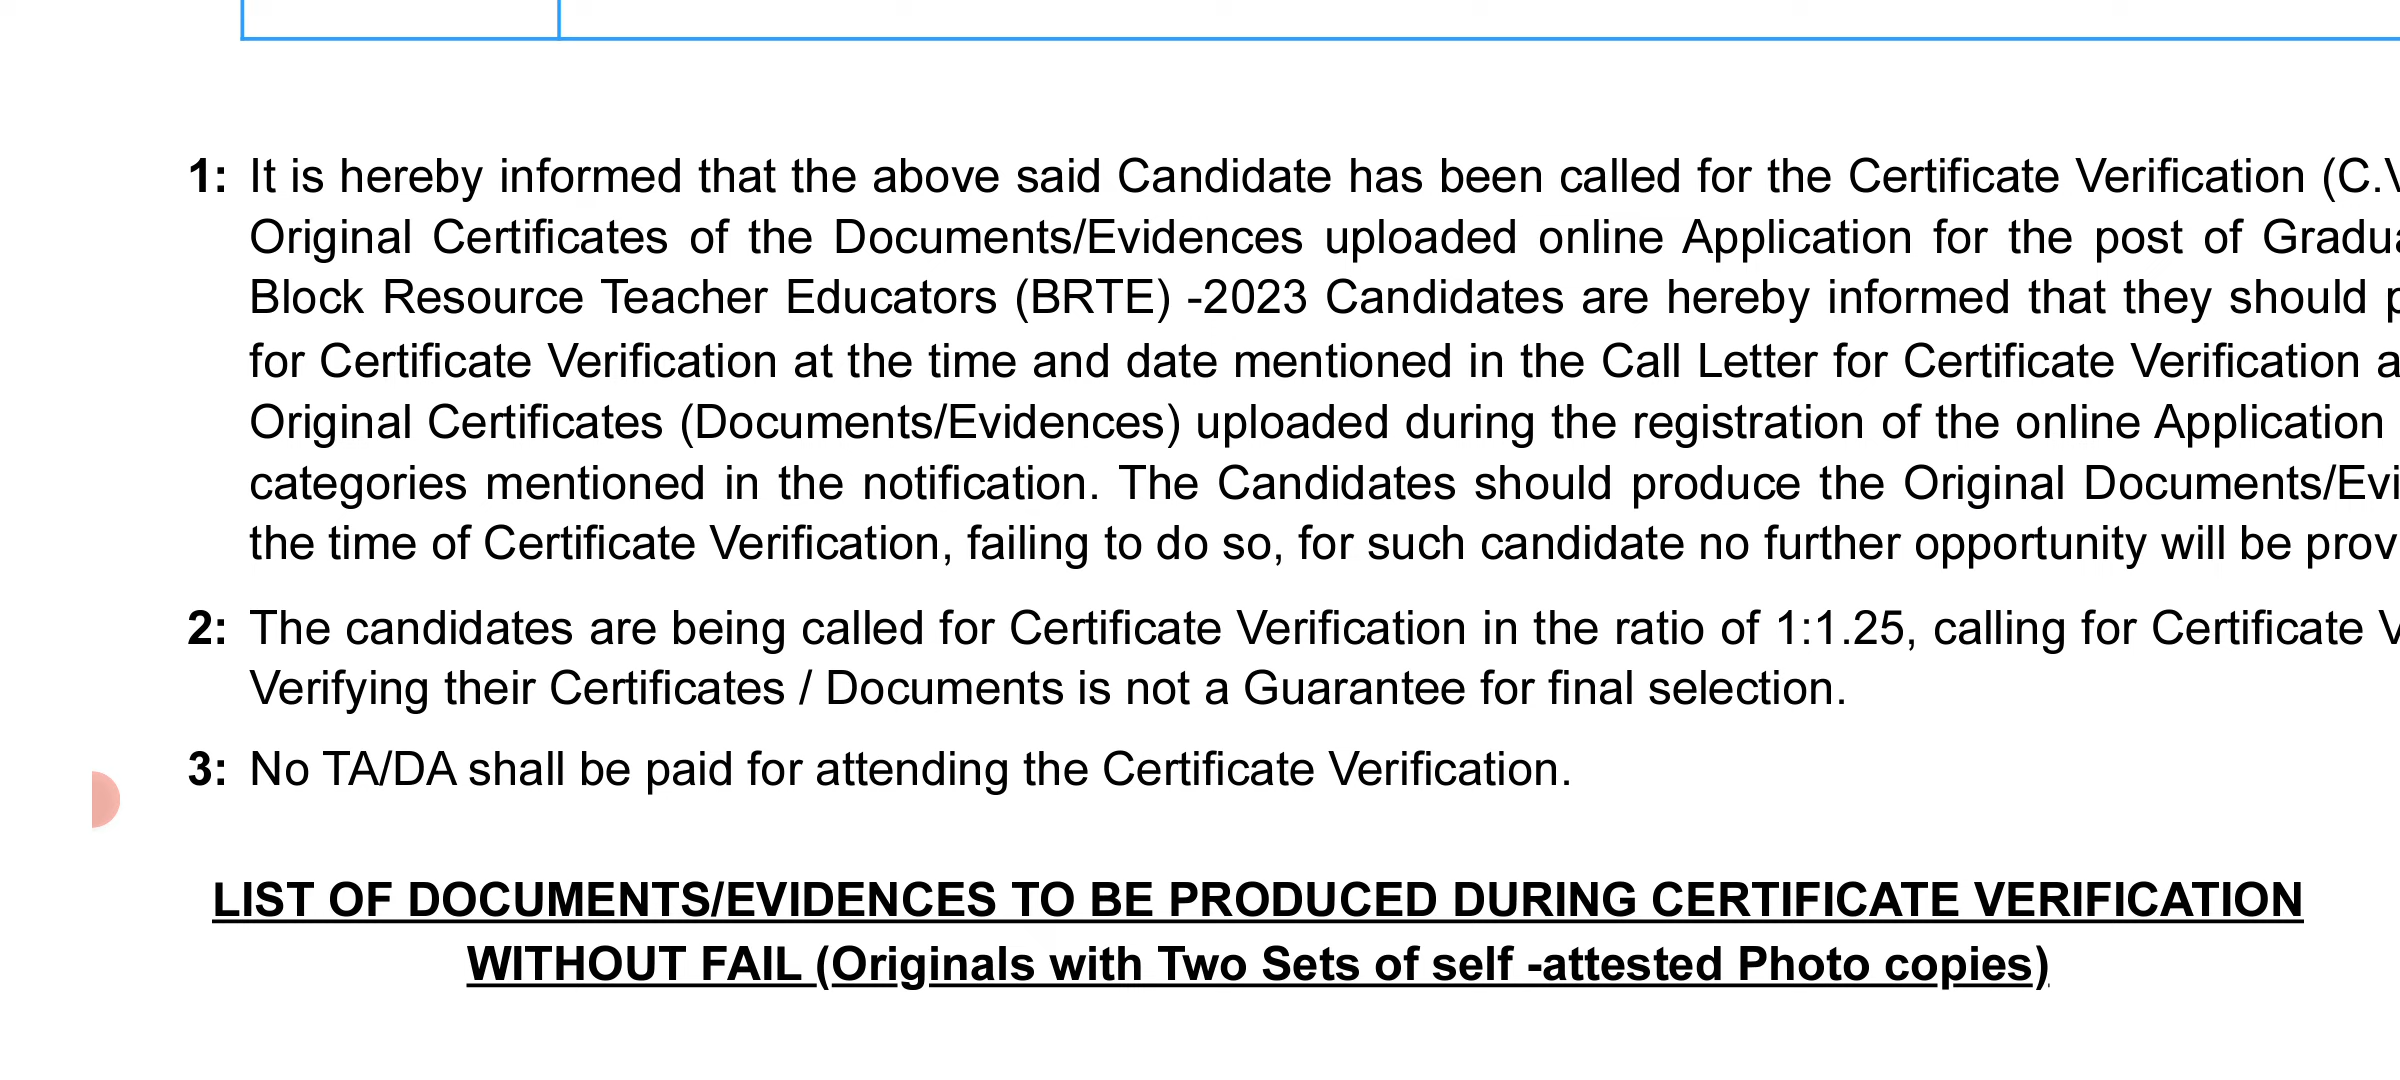 1: It is hereby informed that the above said Candidate has been called for the Certificate Verification (C.
Original Certificates of the Documents/Evidences uploaded online Application for the post of
Block Resource Teacher Educators (BRTE) -2023 Candidates are hereby informed that they should
for Certificate Verification at the time and date mentioned in the Call Letter for Certificate Verification
Original Certificates (Documents/Evidences) uploaded during the registration of the online Application
categories mentioned in the notification. The Candidates should produce the Original Documents/
the time of Certificate Verification, failing to do so, for such candidate no further opportunity will be
2: The candidates are being called for Certificate Verification in the ratio of 1:1.25, calling for Certificate
Verifying their Certificates / Documents is not a Guarantee for final selection.
3: No TA/DA shall be paid for attending the Certificate Verification.
LIST OF DOCUMENTS/EVIDENCES TO BE PRODUCED DURING CERTIFICATE VERIFICATION
WITHOUT FAIL (Originals with Two Sets of self -attested Photo copies)